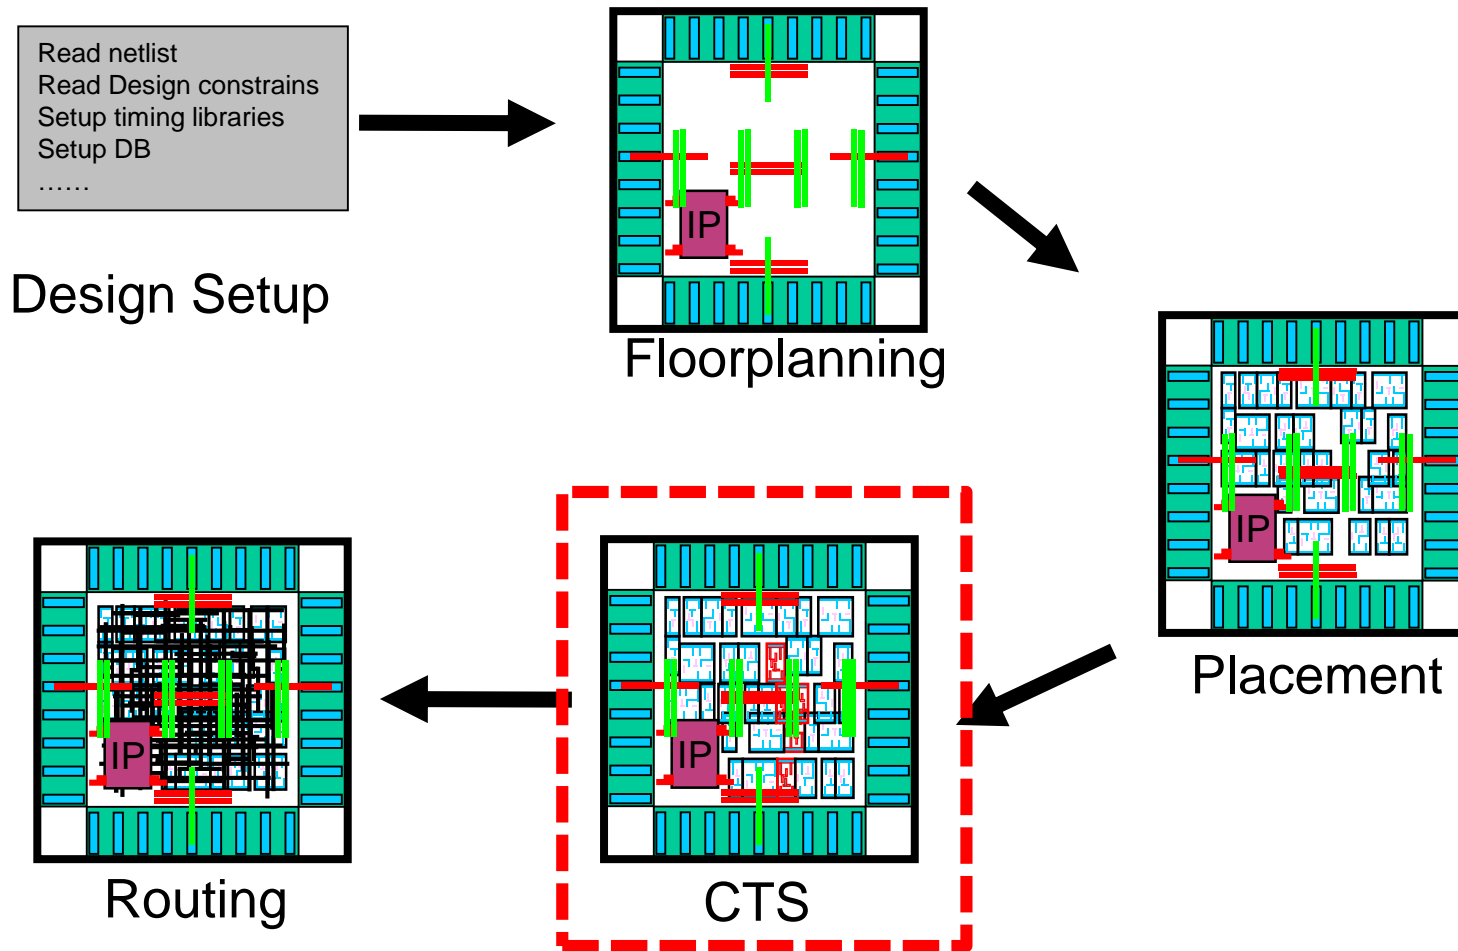 Read netlist
Read Design constrains
Setup timing libraries
Setup DB
……
Design Setup
IP
Floorplanning
IP
Placement
IP
CTS
IP
Routing